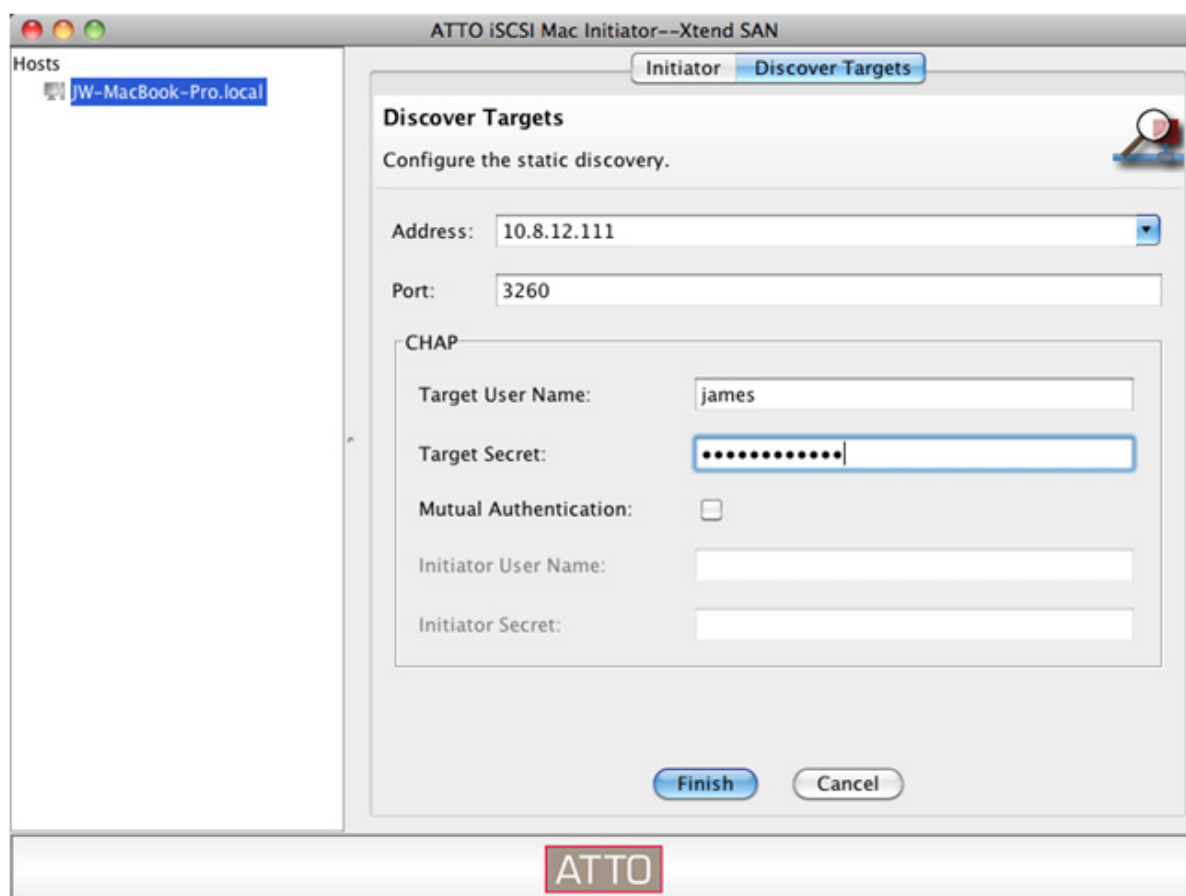 ATTO iSCSI Mac Initiator--Xtend SAN
Hosts
JW-MacBook-Pro.local
Initiator
Discover Targets
Discover Targets
Configure the static discovery.
Address:
10.8.12.111
Port:
3260
CHAP
Target User Name:
james
Target Secret:
••••••••••••
Mutual Authentication:
Initiator User Name:
Initiator Secret:
Finish
Cancel
ATTO